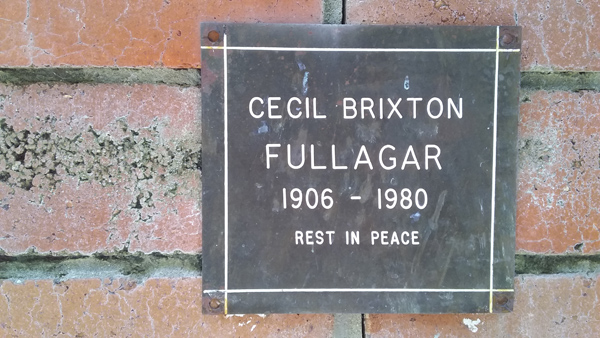 CECIL BRIXTON
FULLAGAR
1906 - 1980
REST IN PEACE